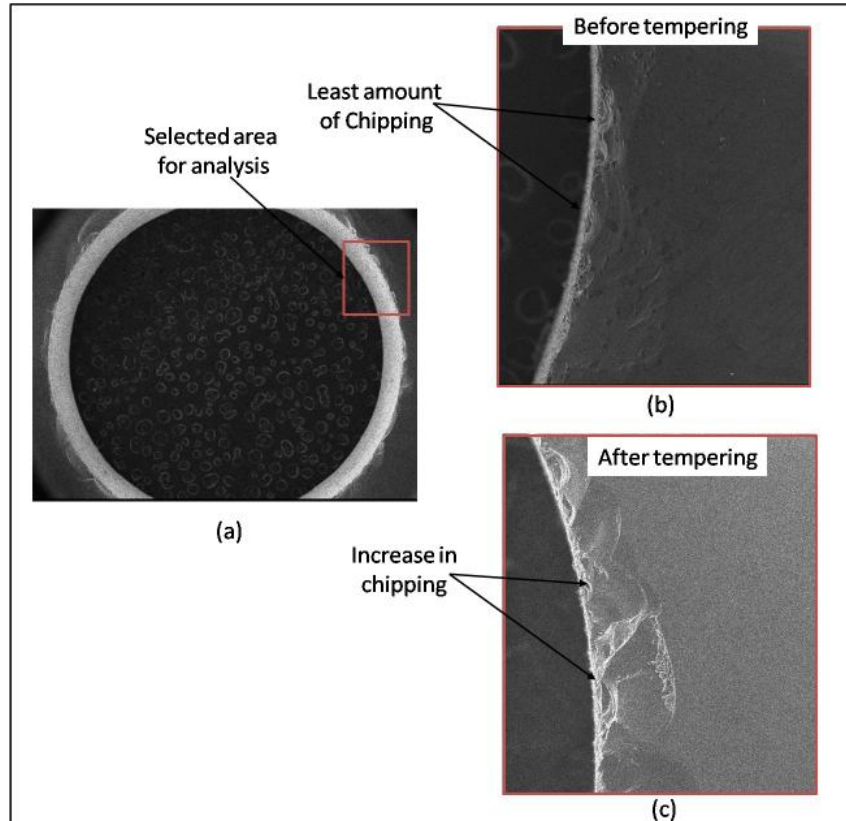 Before tempering
Least amount
of Chipping
Selected area
for analysis
(b)
After tempering
(a)
Increase in
chipping
(c)